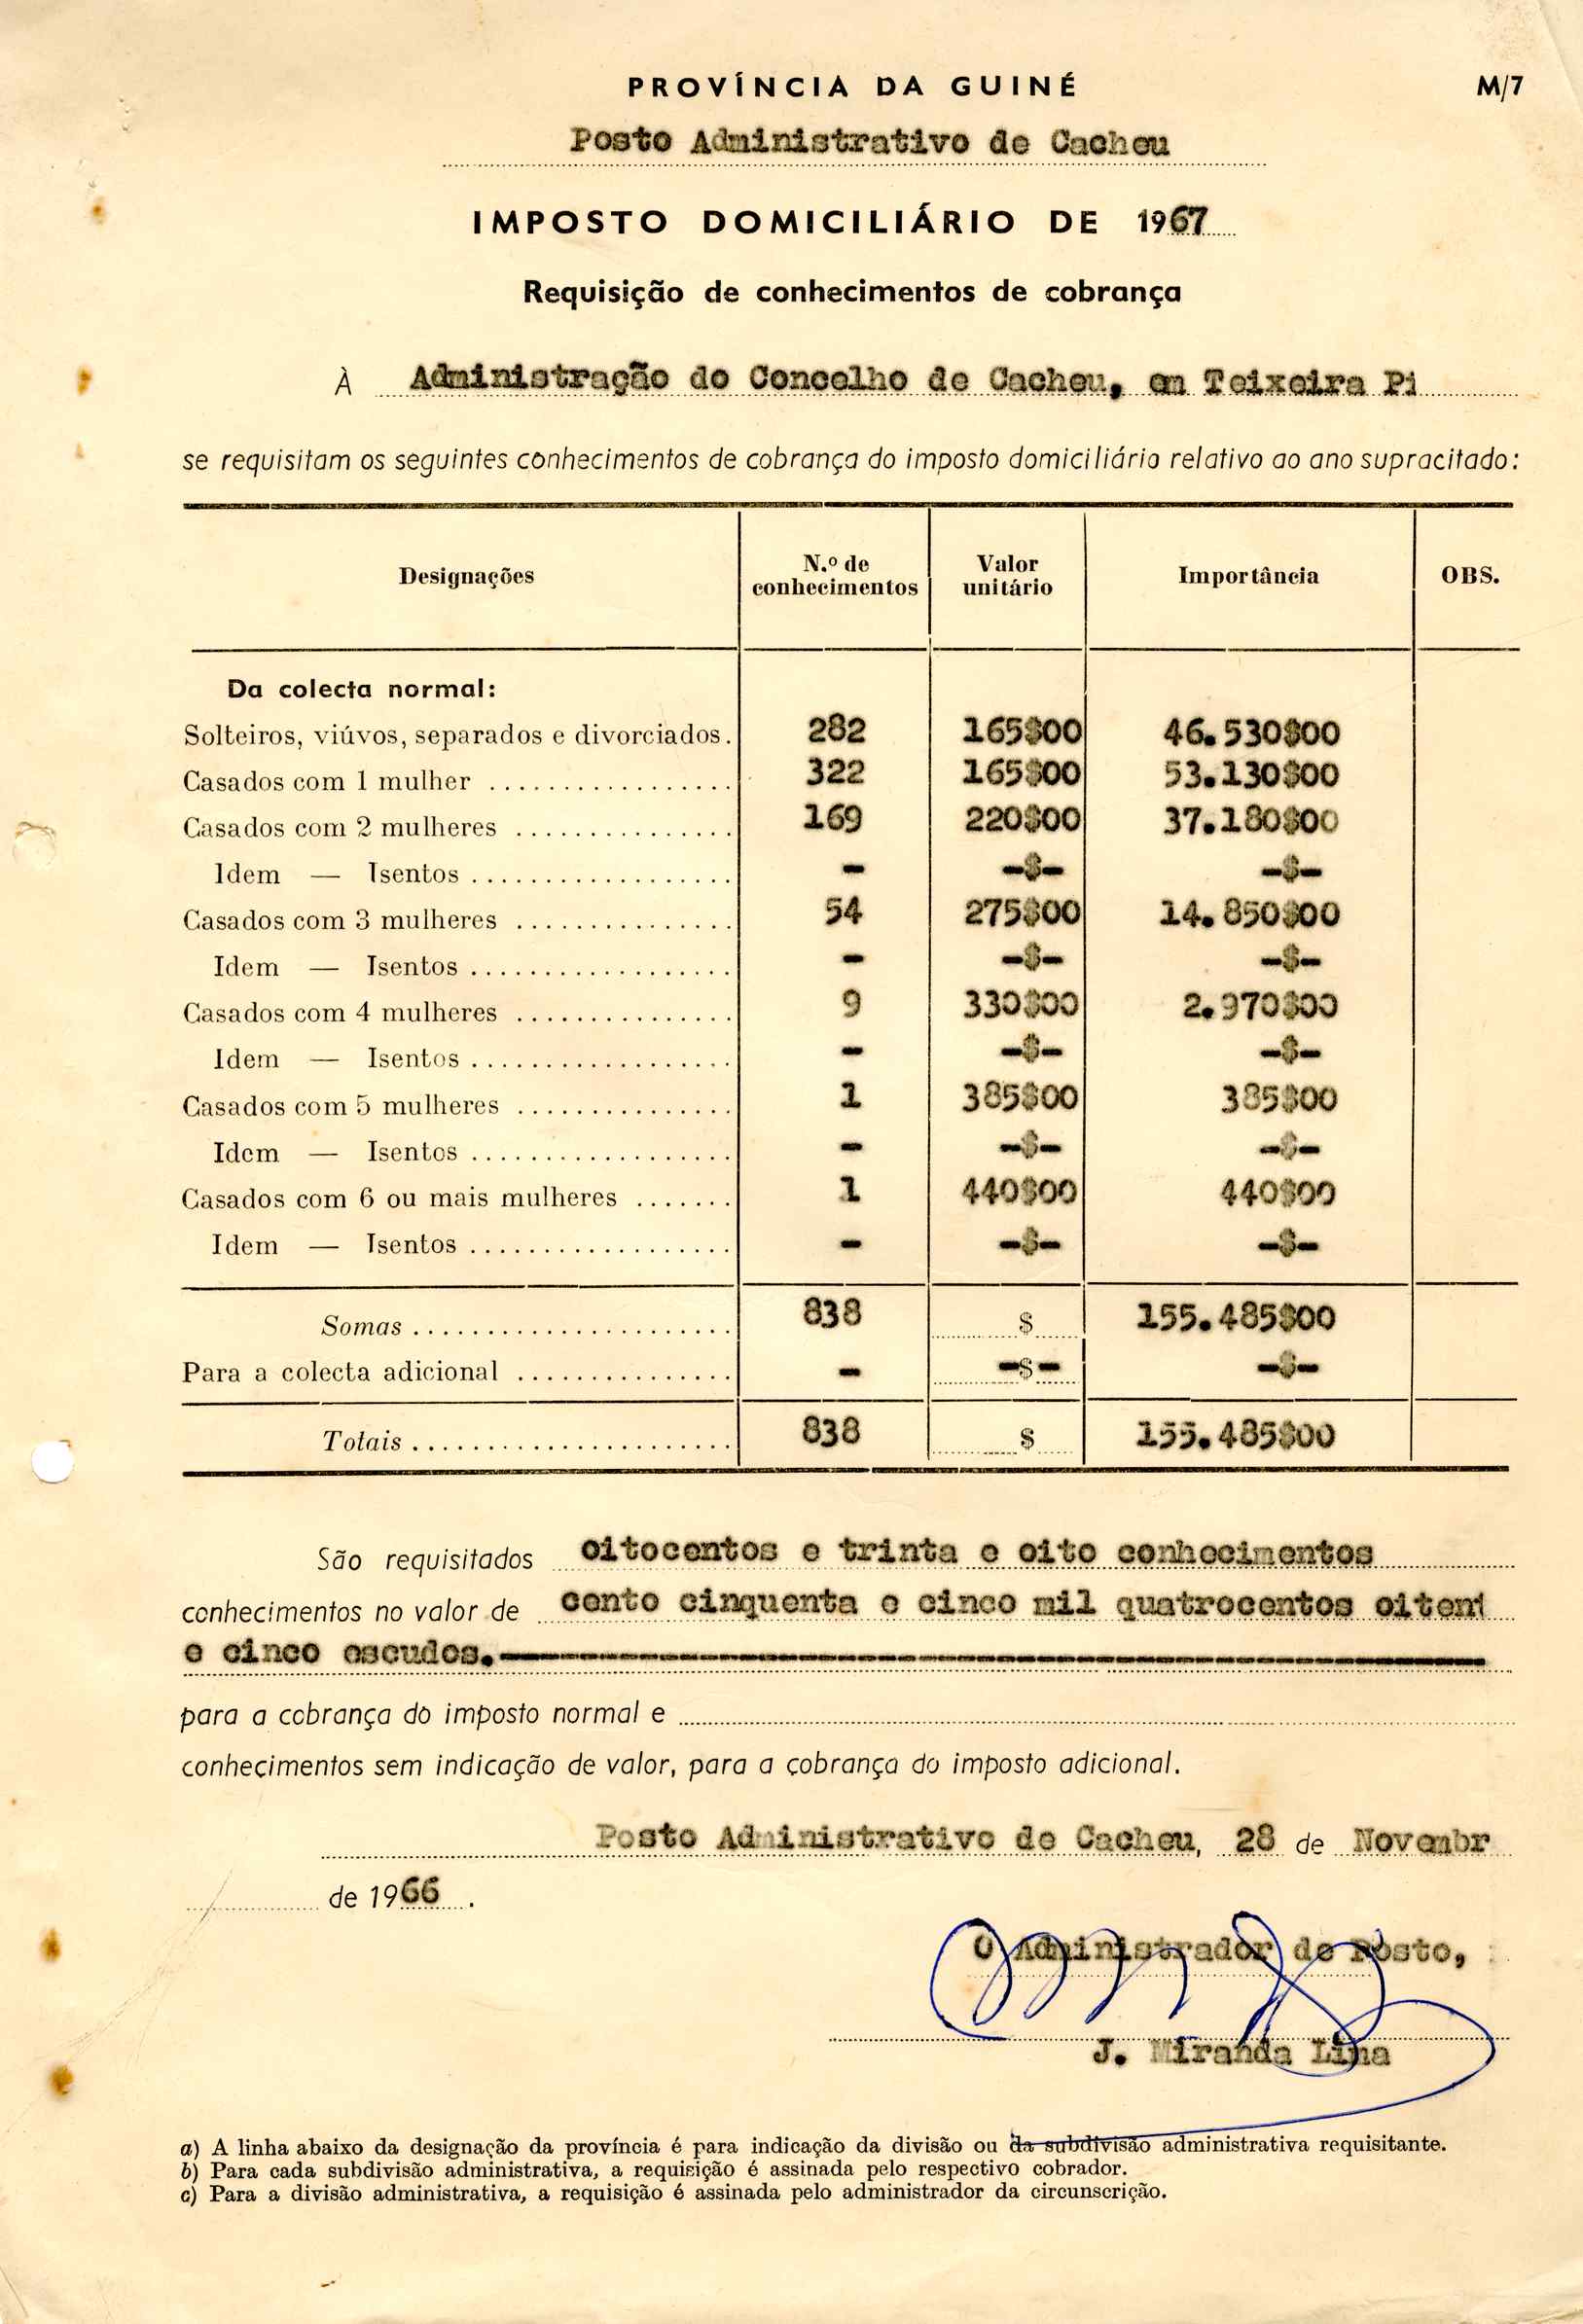 PROVÍNCIA DA GUINÉ M/7
Posto Administrativo de Cacheu
IMPOSTO DOMICILIÁRIO DE 1967
Requisição de conhecimentos de cobrança
À Administração do Concelho de Cacheu, em Teixeira Pi
se requisitam os seguintes conhecimentos de cobrança do imposto domiciliário relativo ao ano supracitado:
Designações N.º de conhecimentos Valor unitário Importância OBS.
Da colecta normal:
Solteiros, viúvos, separados e divorciados. 282 165$00 46.530$00
Casados com 1 mulher ................. 322 165$00 53.130$00
Casados com 2 mulheres ............... 169 220$00 37.180$00
Idem — Isentos .................. - -$- -$-
Casados com 3 mulheres ............... 54 275$00 14.850$00
Idem — Isentos .................. - -$- -$-
Casados com 4 mulheres ............... 9 330$00 2.970$00
Idem — Isentos .................. - -$- -$-
Casados com 5 mulheres ............... 1 385$00 385$00
Idem — Isentos .................. - -$- -$-
Casados com 6 ou mais mulheres ....... 1 440$00 440$00
Idem — Isentos .................. - -$- -$-
Somas ...................... 838 $ 155.485$00
Para a colecta adicional ............... - -$- -$-
Totais ...................... 838 $ 155.485$00
São requisitados oitocentos e trinta e oito conhecimentos
conhecimentos no valor de cento cinquenta e cinco mil quatrocentos oitent
e cinco escudos.
para a cobrança do imposto normal e
conhecimentos sem indicação de valor, para a cobrança do imposto adicional.
Posto Administrativo de Cacheu, 28 de Novembr
de 1966.
O Administrador de Posto,
J. Miranda Lima
a) A linha abaixo da designação da província é para indicação da divisão ou da subdivisão administrativa requisitante.
b) Para cada subdivisão administrativa, a requisição é assinada pelo respectivo cobrador.
c) Para a divisão administrativa, a requisição é assinada pelo administrador da circunscrição.